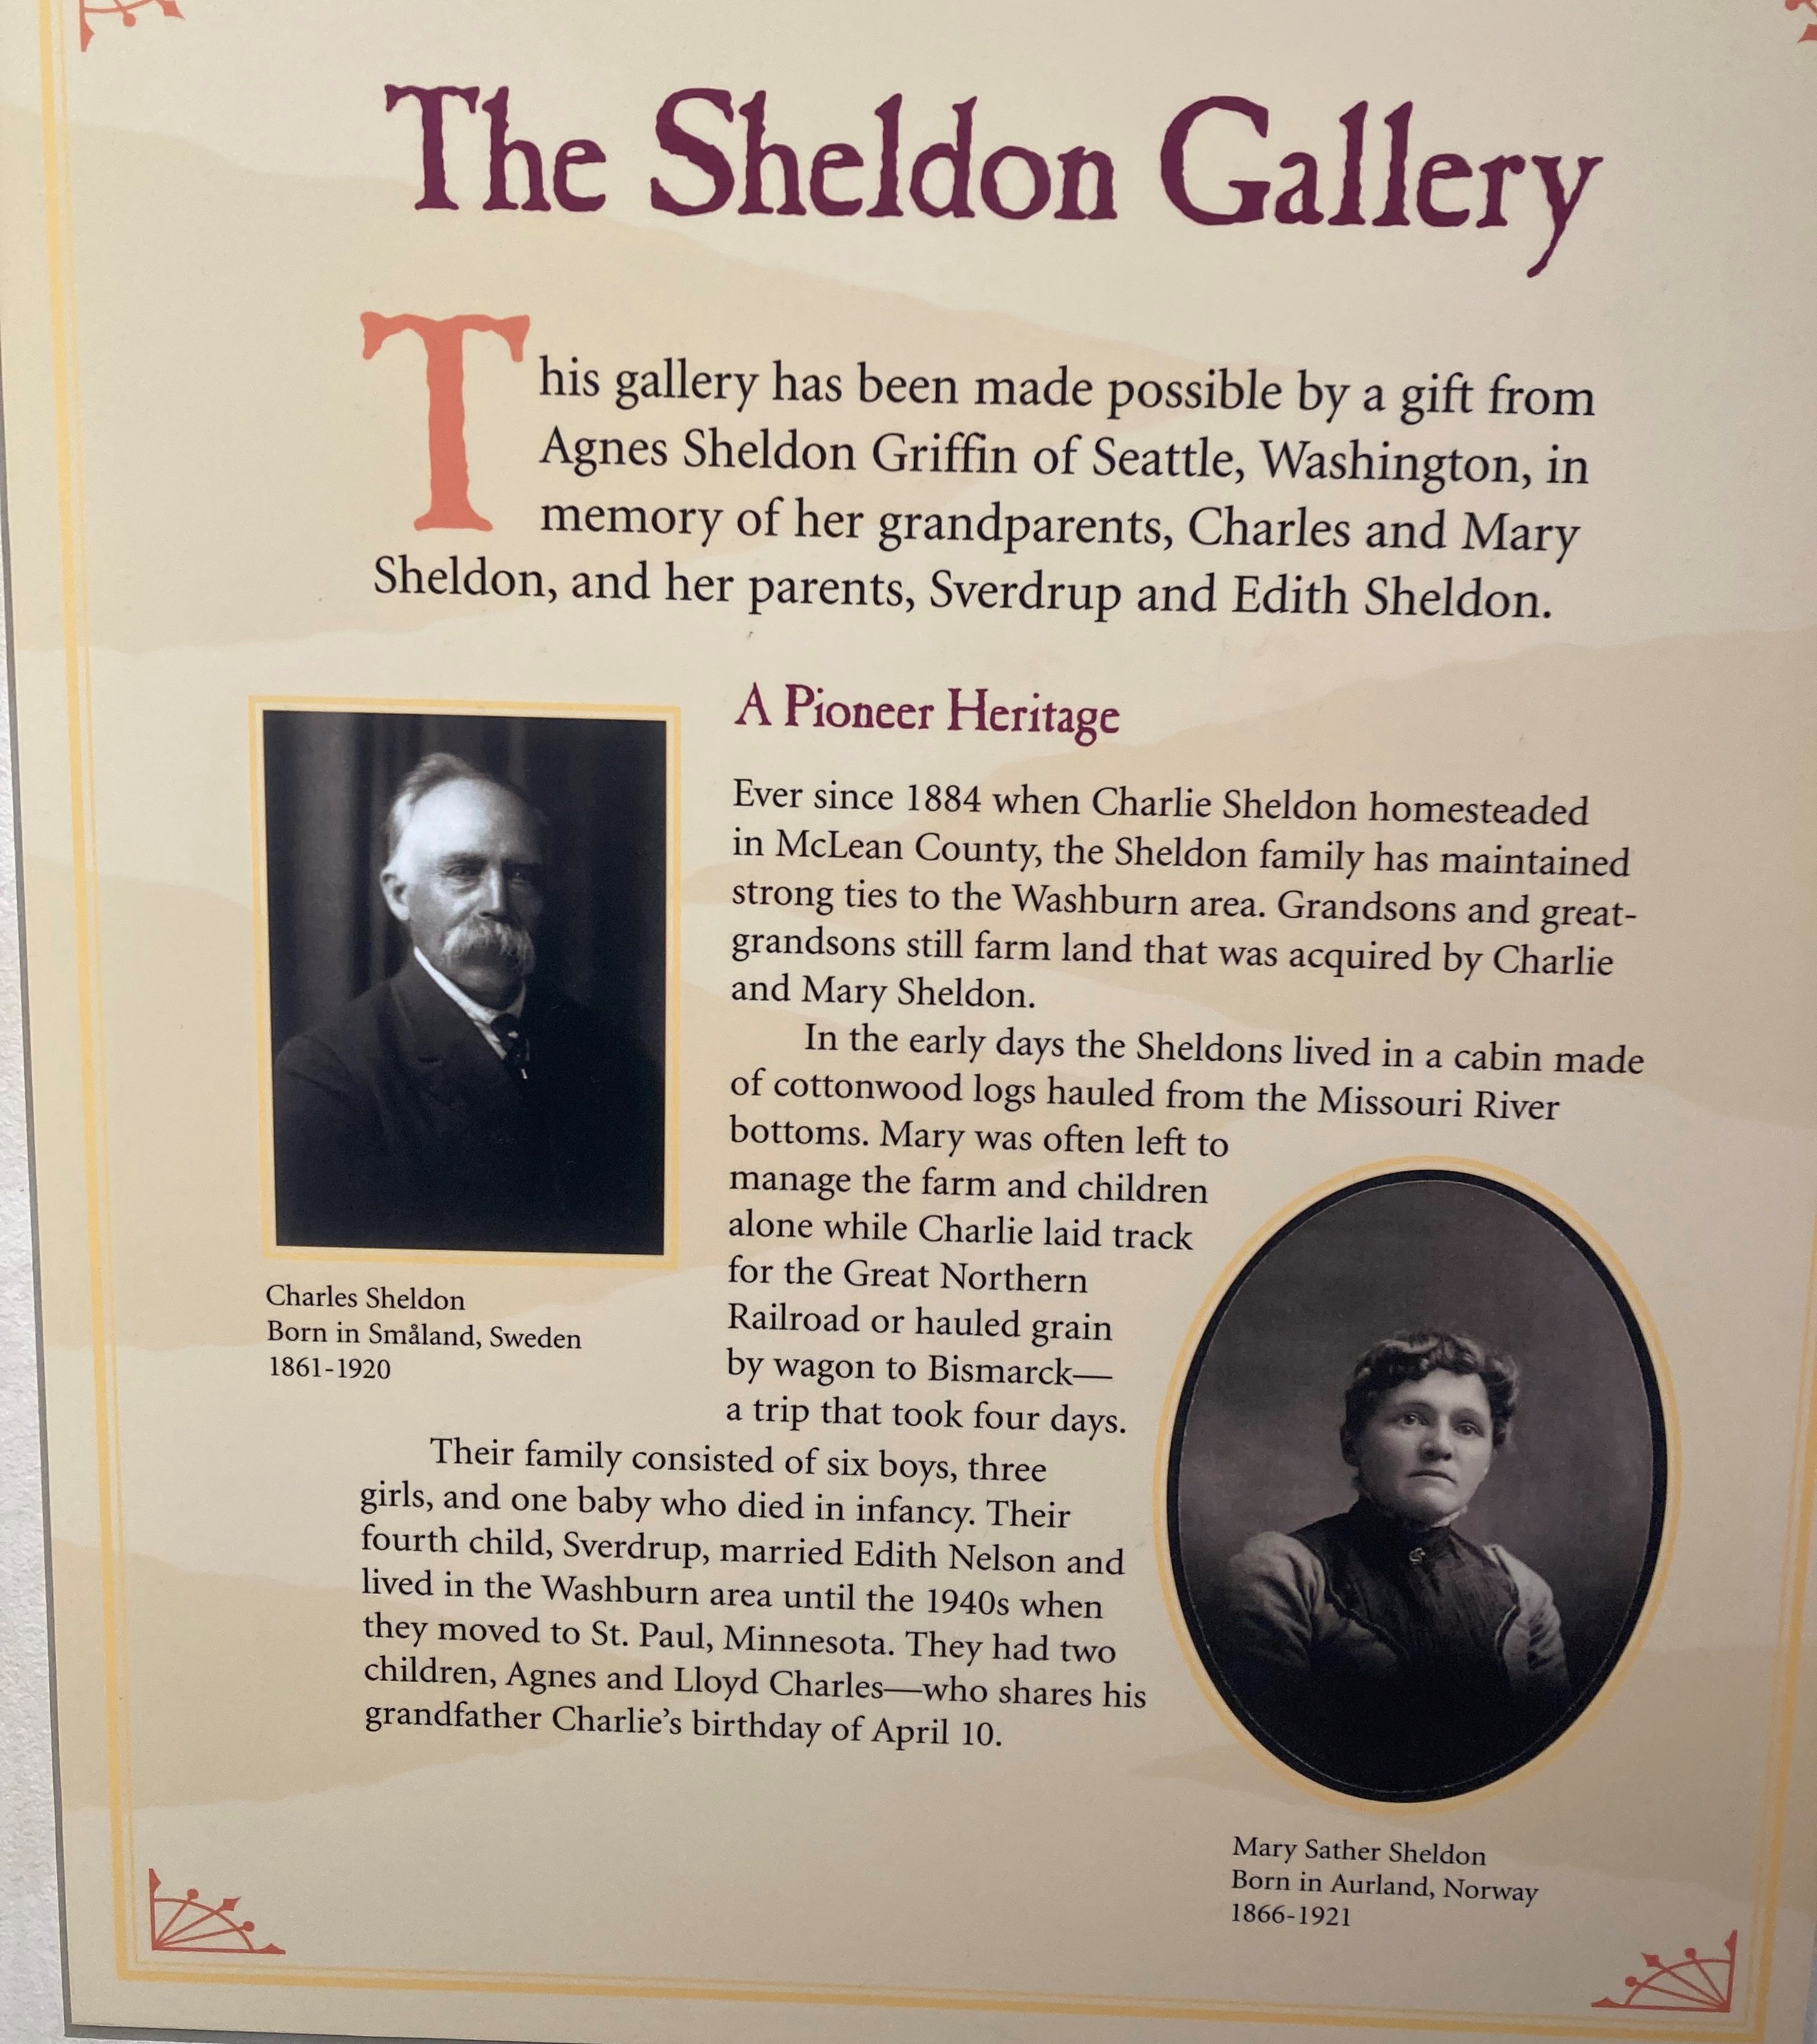 The Sheldon Gallery
This gallery has been made possible by a gift from
Agnes Sheldon Griffin of Seattle, Washington, in
memory of her grandparents, Charles and Mary
Sheldon, and her parents, Sverdrup and Edith Sheldon.
A Pioneer Heritage
Ever since 1884 when Charlie Sheldon homesteaded
in McLean County, the Sheldon family has maintained
strong ties to the Washburn area. Grandsons and great-
grandsons still farm land that was acquired by Charlie
and Mary Sheldon.
In the early days the Sheldons lived in a cabin made
of cottonwood logs hauled from the Missouri River
bottoms. Mary was often left to
manage the farm and children
alone while Charlie laid track
for the Great Northern
Railroad or hauled grain
by wagon to Bismarck—
a trip that took four days.
Their family consisted of six boys, three
girls, and one baby who died in infancy. Their
fourth child, Sverdrup, married Edith Nelson and
lived in the Washburn area until the 1940s when
they moved to St. Paul, Minnesota. They had two
children, Agnes and Lloyd Charles—who shares his
grandfather Charlie's birthday of April 10.
Charles Sheldon
Born in Småland, Sweden
1861-1920
Mary Sather Sheldon
Born in Aurland, Norway
1866-1921